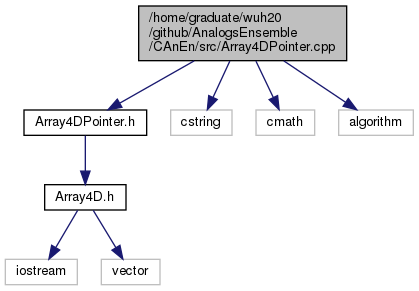 /home/graduate/wuh20
/github/AnalogsEnsemble
/CAnEn/src/Array4DPointer.cpp
Array4DPointer.h
cstring
cmath
algorithm
Array4D.h
iostream
vector